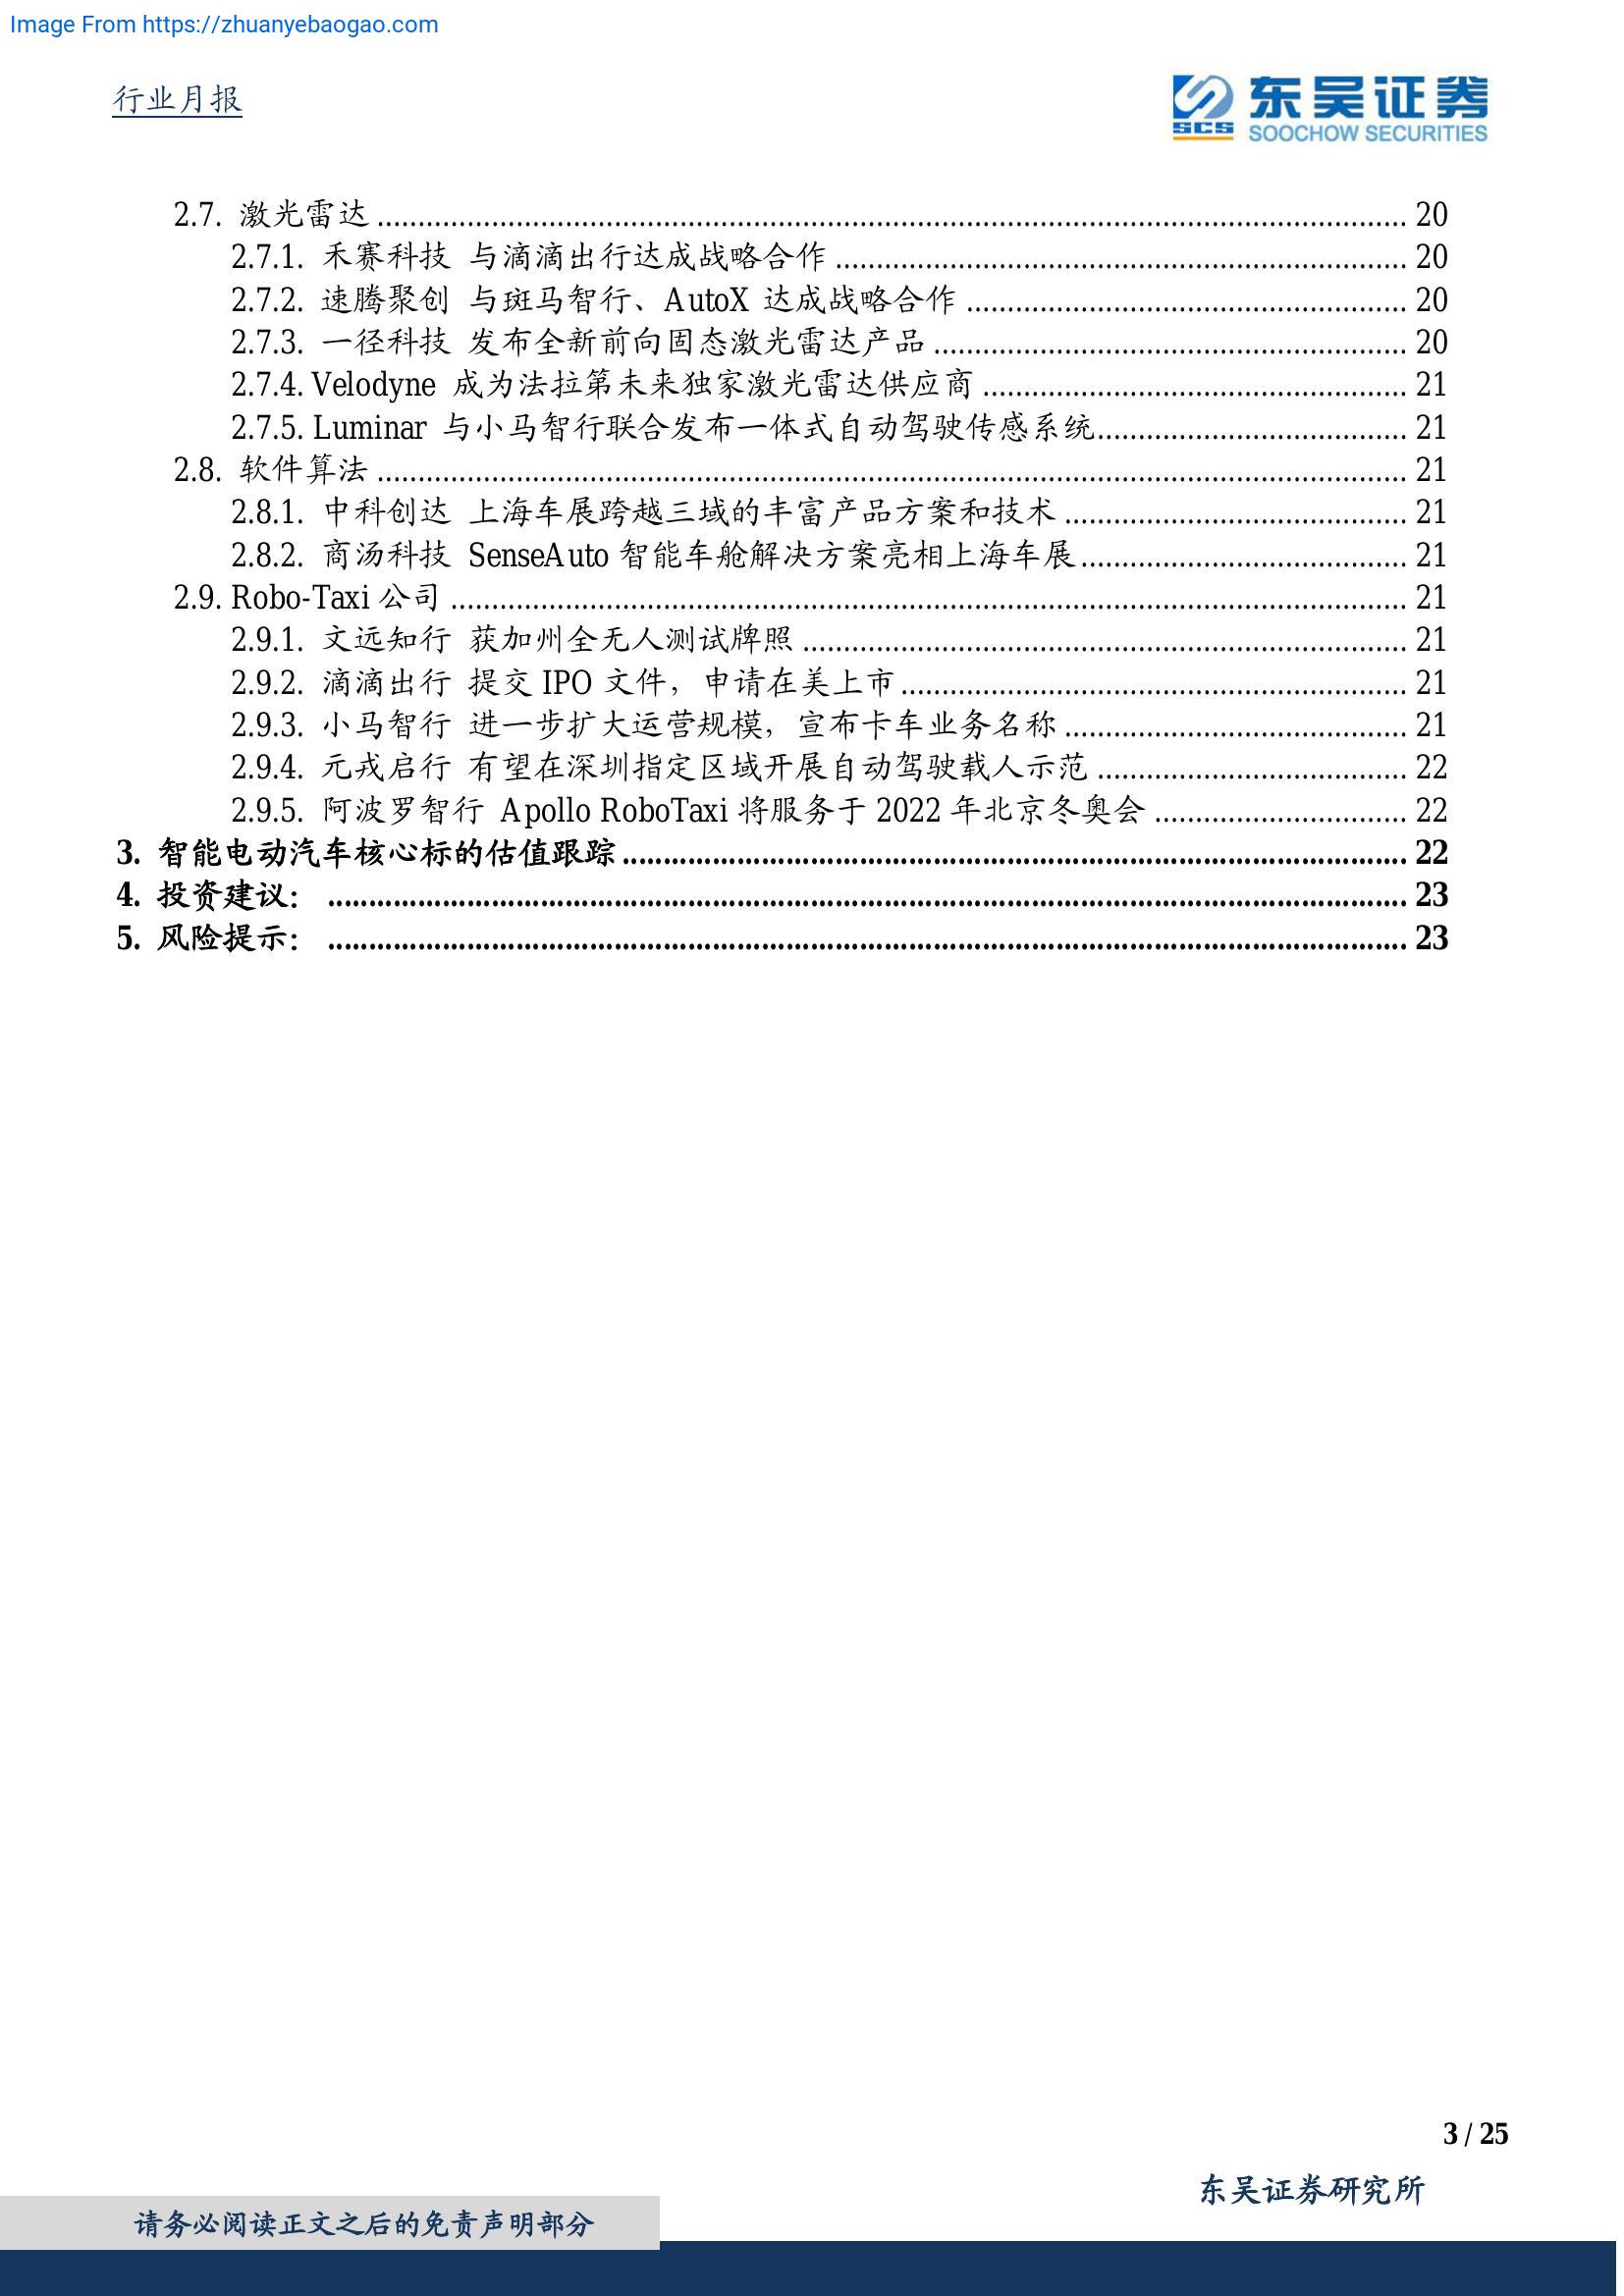 Image From https://zhuanyebaogao.com
行业月报
东吴证券
SCS
SOOCHOW SECURITIES
2.7. 激光雷达 ........ 20
2.7.1. 禾赛科技 与滴滴出行达成战略合作 ........ 20
2.7.2. 速腾聚创 与斑马智行、AutoX 达成战略合作 ........ 20
2.7.3. 一径科技 发布全新前向固态激光雷达产品 ........ 20
2.7.4. Velodyne 成为法拉第未来独家激光雷达供应商 ........ 21
2.7.5. Luminar 与小马智行联合发布一体式自动驾驶传感系统 ........ 21
2.8. 软件算法 ........ 21
2.8.1. 中科创达 上海车展跨越三域的丰富产品方案和技术 ........ 21
2.8.2. 商汤科技 SenseAuto 智能车舱解决方案亮相上海车展 ........ 21
2.9. Robo-Taxi 公司 ........ 21
2.9.1. 文远知行 获加州全无人测试牌照 ........ 21
2.9.2. 滴滴出行 提交 IPO 文件，申请在美上市 ........ 21
2.9.3. 小马智行 进一步扩大运营规模，宣布卡车业务名称 ........ 21
2.9.4. 元戎启行 有望在深圳指定区域开展自动驾驶载人示范 ........ 22
2.9.5. 阿波罗智行 Apollo RoboTaxi 将服务于 2022 年北京冬奥会 ........ 22
3. 智能电动汽车核心标的估值跟踪 ........ 22
4. 投资建议： ........ 23
5. 风险提示： ........ 23
3 / 25
东吴证券研究所
请务必阅读正文之后的免责声明部分